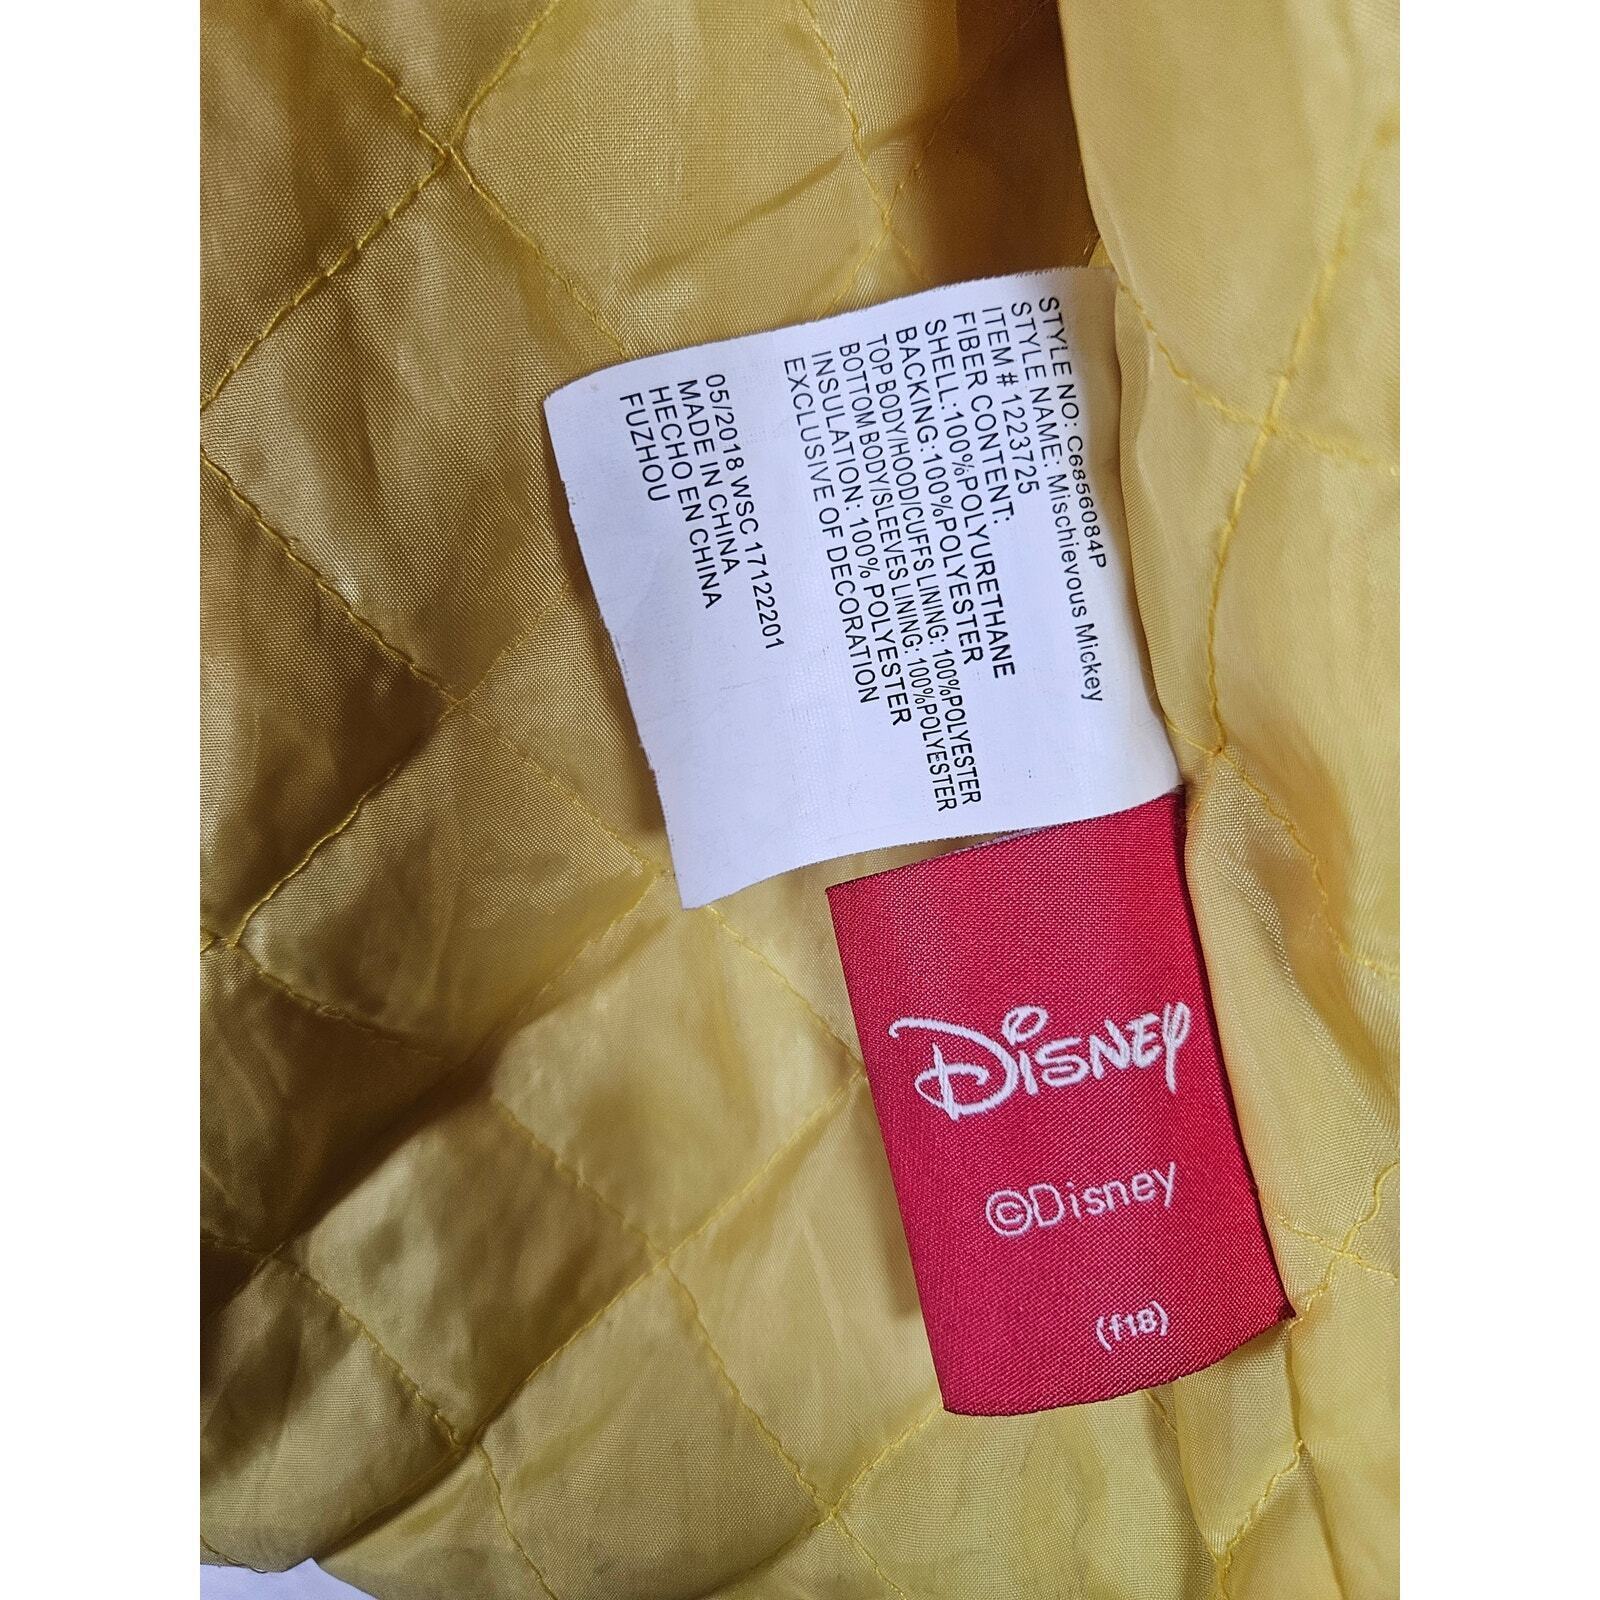 STYLE NO: C6856084P
STYLE NAME: Mischievous Mickey
ITEM # 1223725
FIBER CONTENT:
SHELL:100%POLYURETHANE
BACKING:100%POLYESTER
TOP BODY/HOOD/CUFFS LINING: 100%POLYESTER
BOTTOM BODY/SLEEVES LINING: 100%POLYESTER
INSULATION: 100% POLYESTER
EXCLUSIVE OF DECORATION
05/2018 WSC 17122201
MADE IN CHINA
HECHO EN CHINA
FUZHOU
Disney
©Disney
(f18)